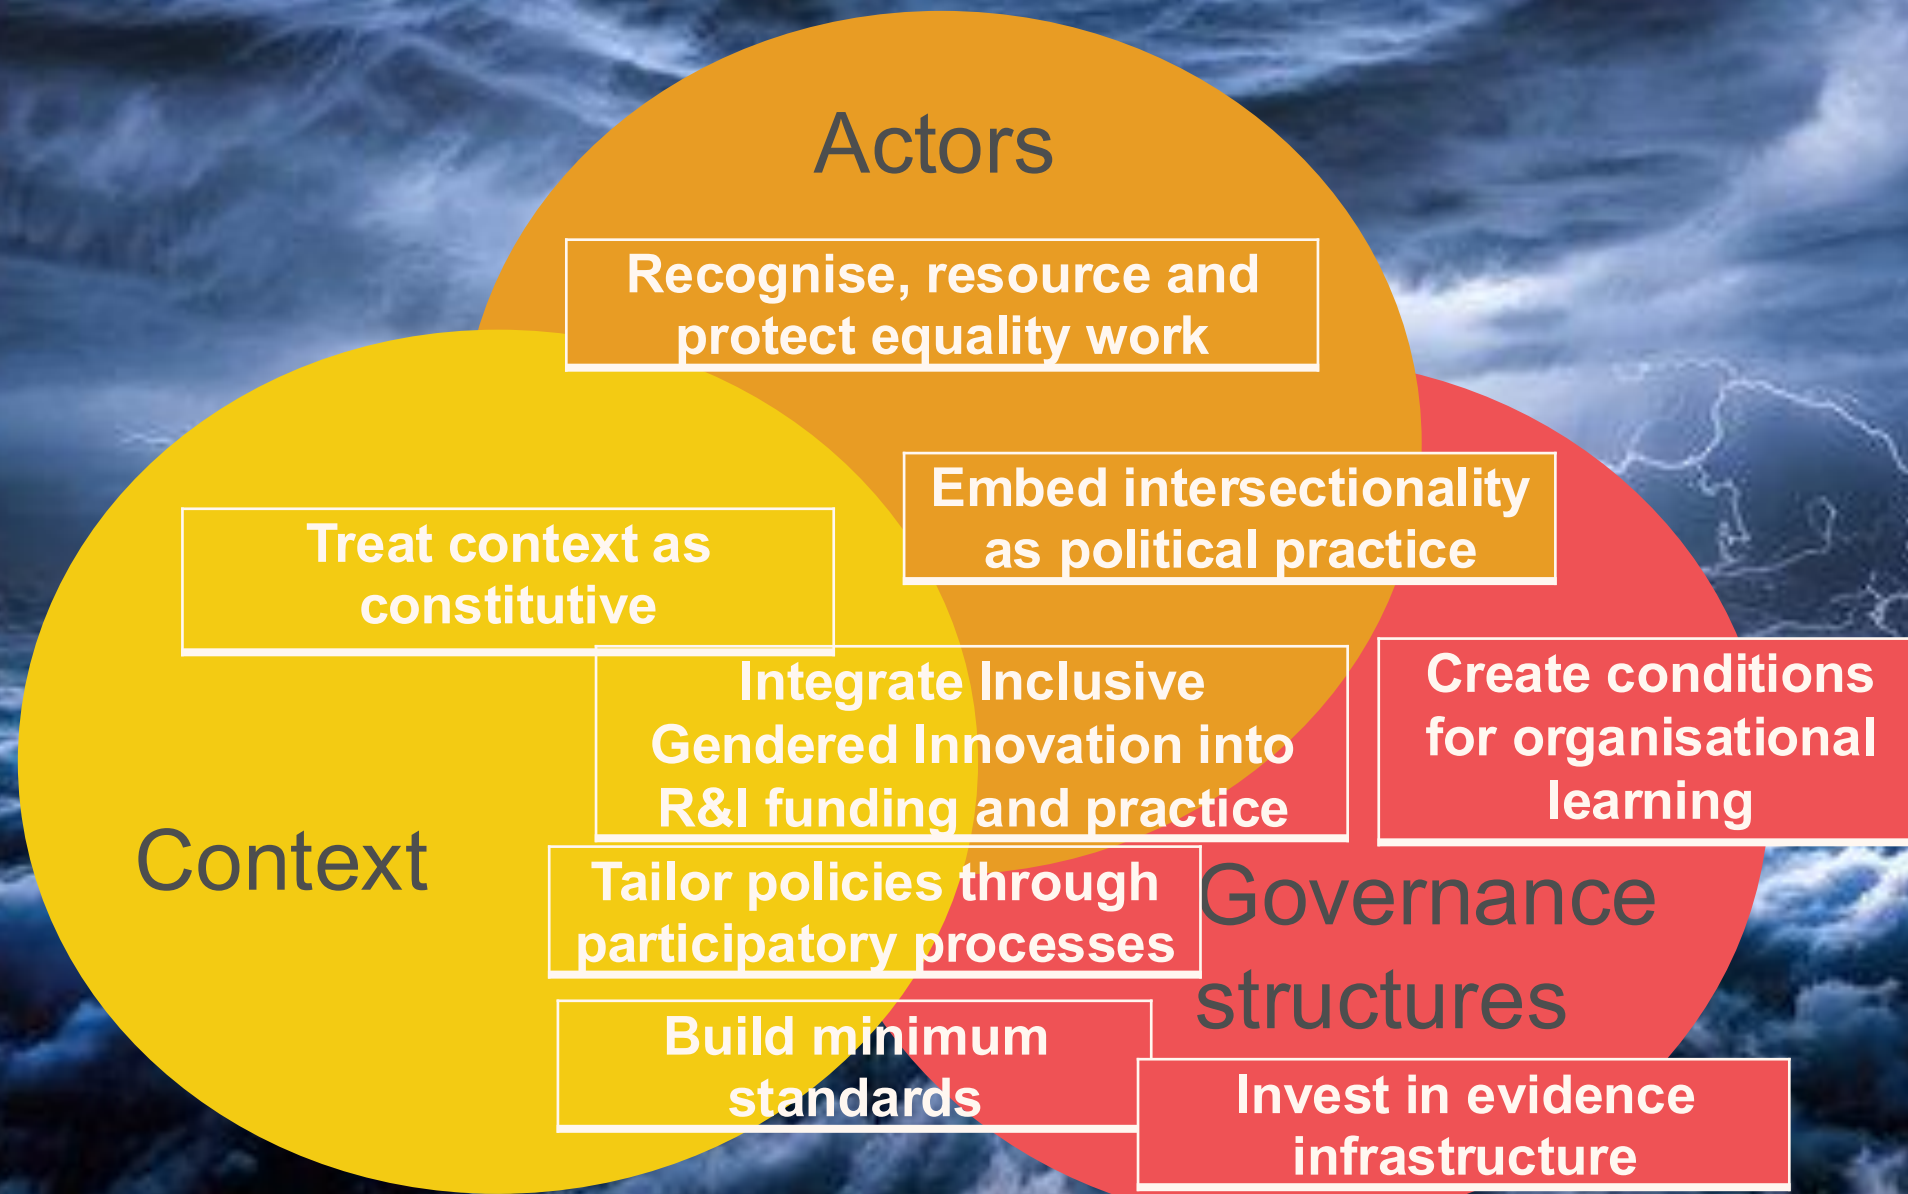 Actors
Recognise, resource and
protect equality work
Embed intersectionality
as political practice
Treat context as
constitutive
Integrate Inclusive
Gendered Innovation into
R&I funding and practice
Create conditions
for organisational
learning
Context
Tailor policies through
participatory processes
Governance
structures
Build minimum
standards
Invest in evidence
infrastructure